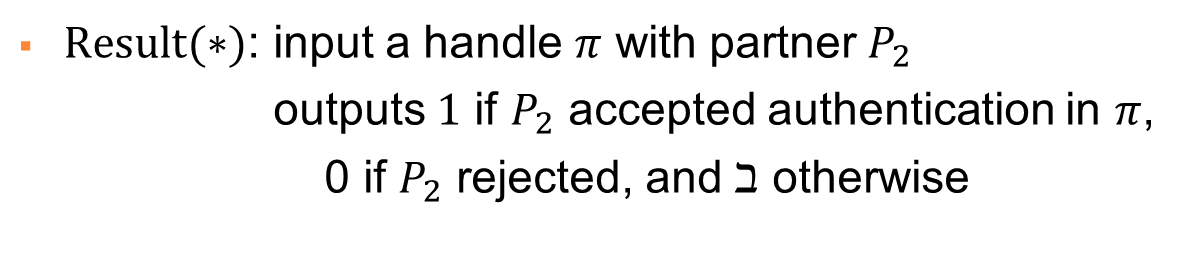 ▪ Result(∗): input a handle 𝜋 with partner 𝑃₂
outputs 1 if 𝑃₂ accepted authentication in 𝜋,
0 if 𝑃₂ rejected, and ℶ otherwise